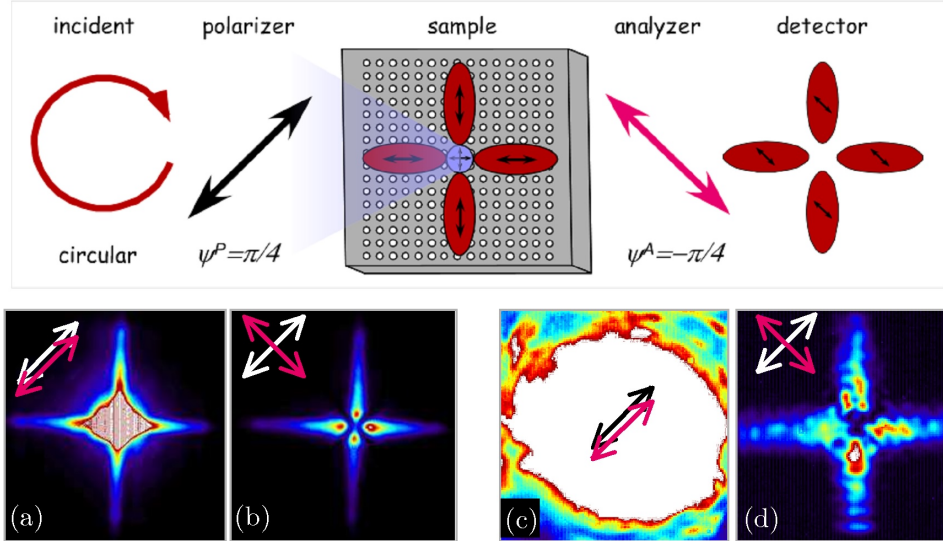 incident polarizer sample analyzer detector
circular ψᴾ=π/4 ψᴬ=−π/4
(a) (b) (c) (d)